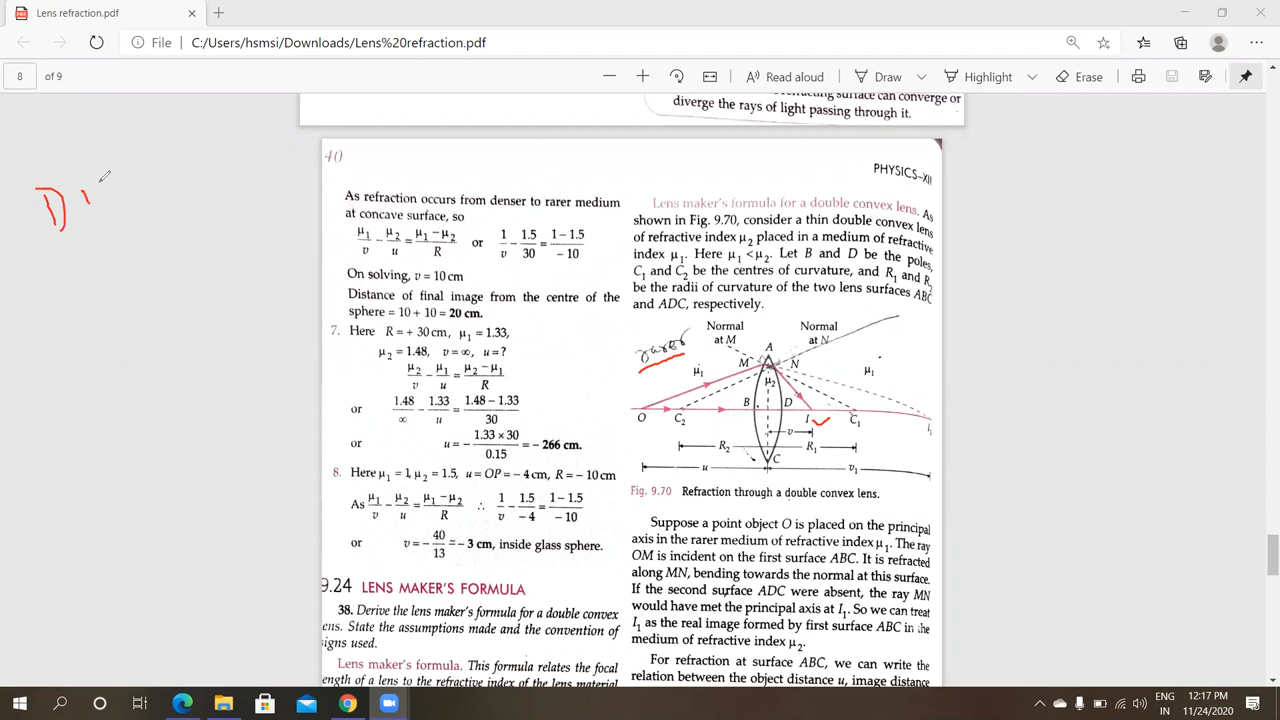 Lens refraction.pdf
File C:/Users/hsmsi/Downloads/Lens%20refraction.pdf
8 of 9 Read aloud Draw Highlight Erase
refracting surface can converge or
diverge the rays of light passing through it.
40
PHYSICS–XII
As refraction occurs from denser to rarer medium
at concave surface, so
μ1/v − μ2/u = (μ1 − μ2)/R or 1/v − 1.5/30 = (1 − 1.5)/−10
On solving, v = 10 cm
Distance of final image from the centre of the
sphere = 10 + 10 = 20 cm.
7. Here R = + 30 cm, μ1 = 1.33,
μ2 = 1.48, v = ∞, u = ?
μ2/v − μ1/u = (μ2 − μ1)/R
or 1.48/∞ − 1.33/u = (1.48 − 1.33)/30
or u = − (1.33 × 30)/0.15 = − 266 cm.
8. Here μ1 = 1, μ2 = 1.5, u = OP = − 4 cm, R = − 10 cm
As μ1/v − μ2/u = (μ1 − μ2)/R ∴ 1/v − 1.5/−4 = (1 − 1.5)/−10
or v = − 40/13 ≃ − 3 cm, inside glass sphere.
9.24 LENS MAKER'S FORMULA
38. Derive the lens maker's formula for a double convex
ens. State the assumptions made and the convention of
signs used.
Lens maker's formula. This formula relates the focal
ength of a lens to the refractive index of the lens material
Lens maker's formula for a double convex lens. As
shown in Fig. 9.70, consider a thin double convex lens
of refractive index μ2 placed in a medium of refractive
index μ1. Here μ1 < μ2. Let B and D be the poles,
C1 and C2 be the centres of curvature, and R1 and R2
be the radii of curvature of the two lens surfaces ABC
and ADC, respectively.
Normal at M
Normal at N
A
M N
μ1 μ2 μ1
B D
O C2 I C1 I1
v
R2 R1
C
u v1
Fig. 9.70 Refraction through a double convex lens.
Suppose a point object O is placed on the principal
axis in the rarer medium of refractive index μ1. The ray
OM is incident on the first surface ABC. It is refracted
along MN, bending towards the normal at this surface.
If the second surface ADC were absent, the ray MN
would have met the principal axis at I1. So we can treat
I1 as the real image formed by first surface ABC in the
medium of refractive index μ2.
For refraction at surface ABC, we can write the
relation between the object distance u, image distance
ENG
IN
12:17 PM
11/24/2020